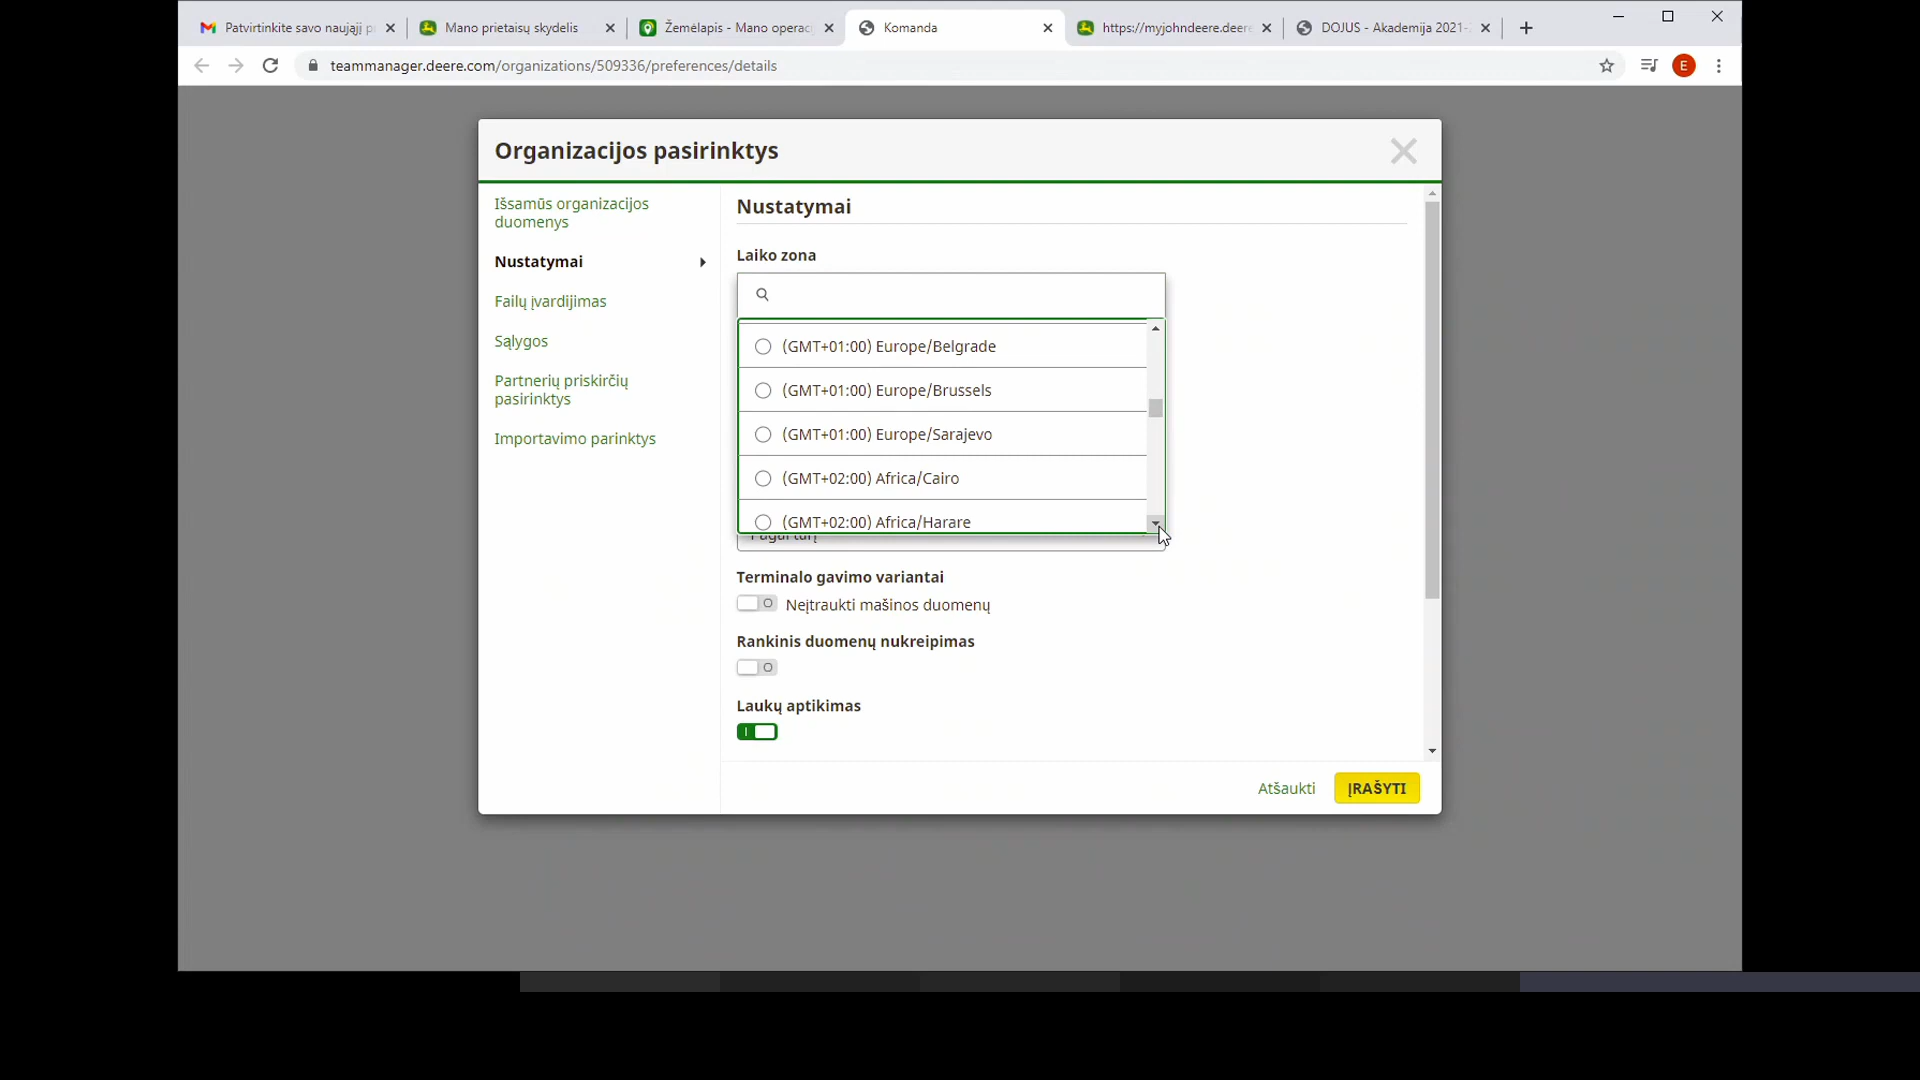 Patvirtinkite savo naująjį p
Mano prietaisų skydelis
Žemėlapis - Mano operaci
Komanda
https://myjohndeere.deere
DOJUS - Akademija 2021-
teammanager.deere.com/organizations/509336/preferences/details
E
Organizacijos pasirinktys
Išsamūs organizacijos
duomenys
Nustatymai
Failų įvardijimas
Sąlygos
Partnerių priskirčių
pasirinktys
Importavimo parinktys
Nustatymai
Laiko zona
(GMT+01:00) Europe/Belgrade
(GMT+01:00) Europe/Brussels
(GMT+01:00) Europe/Sarajevo
(GMT+02:00) Africa/Cairo
(GMT+02:00) Africa/Harare
Pagal tūrį
Terminalo gavimo variantai
Neįtraukti mašinos duomenų
Rankinis duomenų nukreipimas
Laukų aptikimas
Atšaukti
ĮRAŠYTI